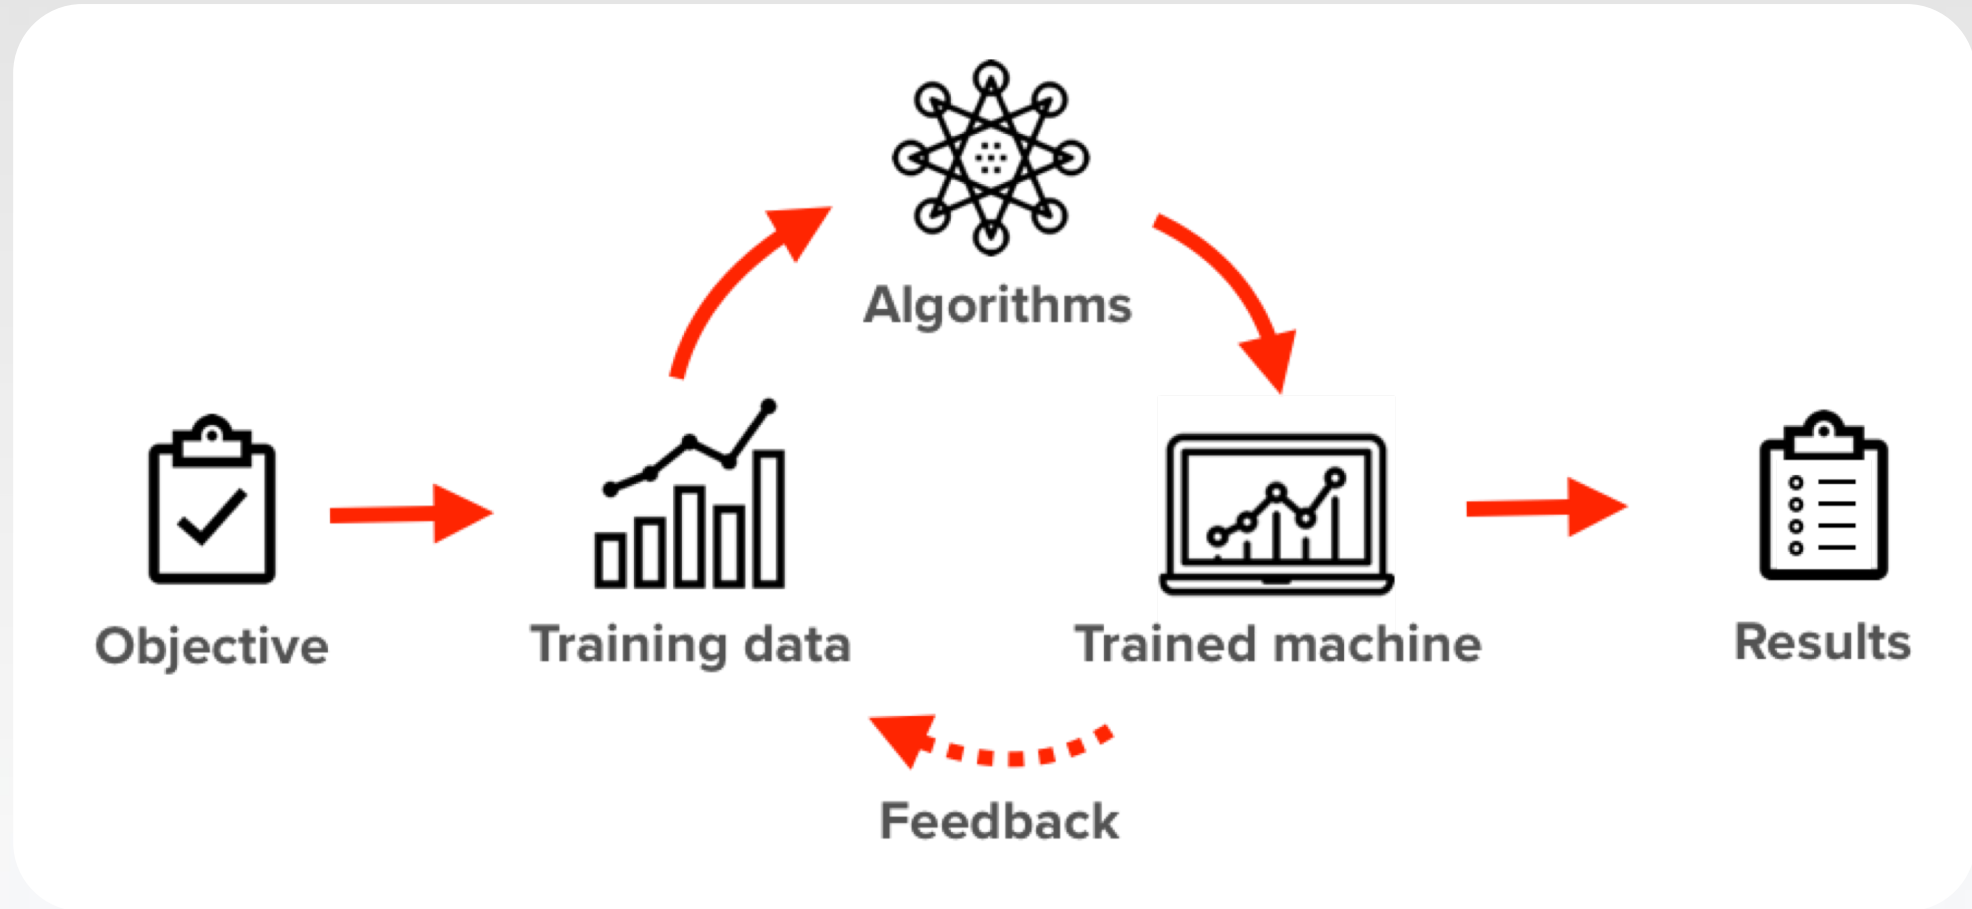 Algorithms
Objective
Training data
Trained machine
Results
Feedback